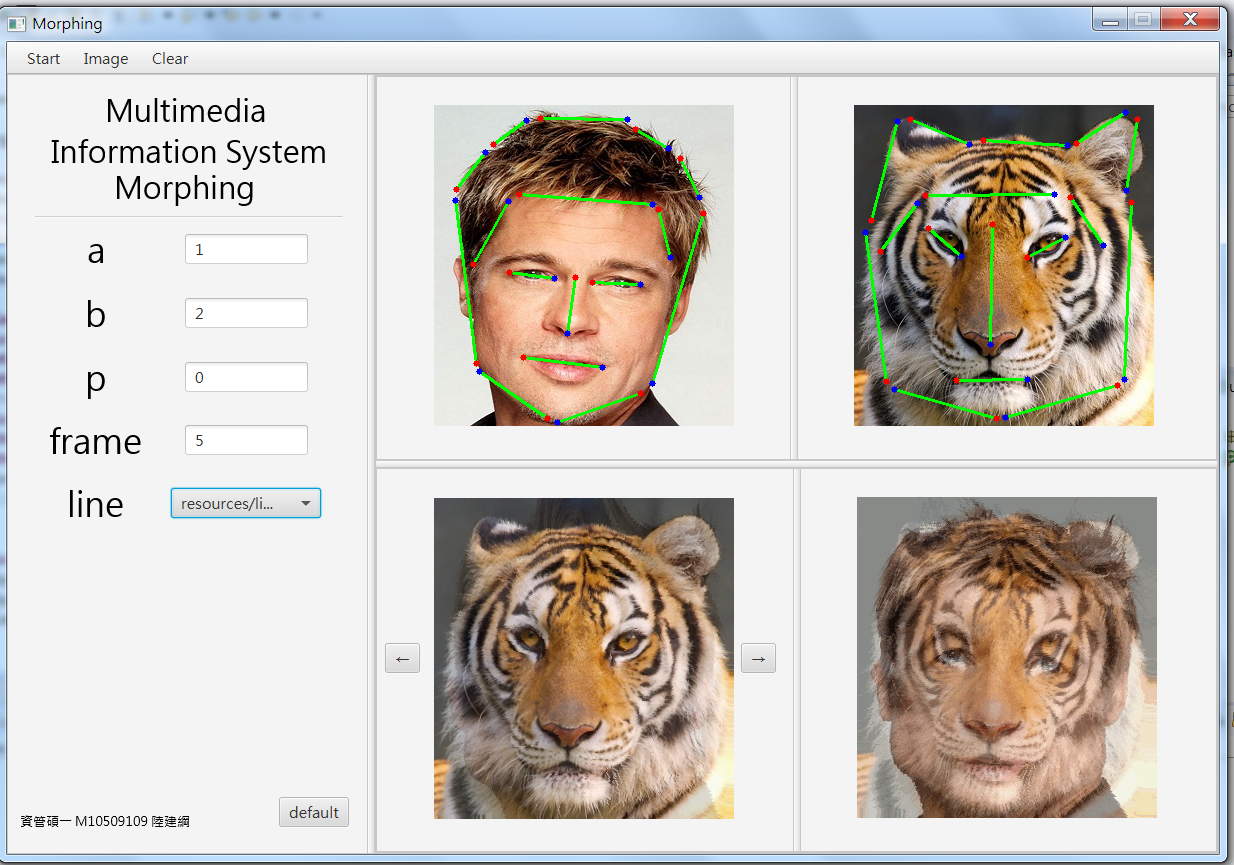 Morphing
Start Image Clear
Multimedia
Information System
Morphing
a 1
b 2
p 0
frame 5
line resources/li...
← →
default
資管碩一 M10509109 陸建綱